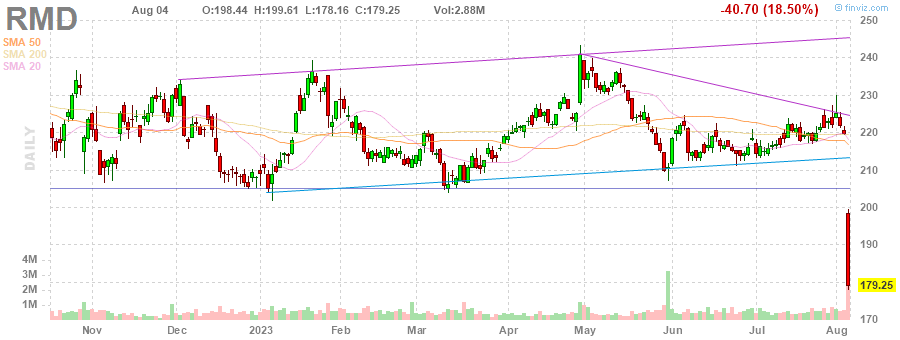 RMD Aug 04 O:198.44 H:199.61 L:178.16 C:179.25 Vol:2.88M -40.70 (18.50%) © finviz.com
SMA 50
SMA 200
SMA 20
DAILY
250
240
230
220
210
200
190
179.25
170
4M
3M
2M
1M
Nov Dec 2023 Feb Mar Apr May Jun Jul Aug